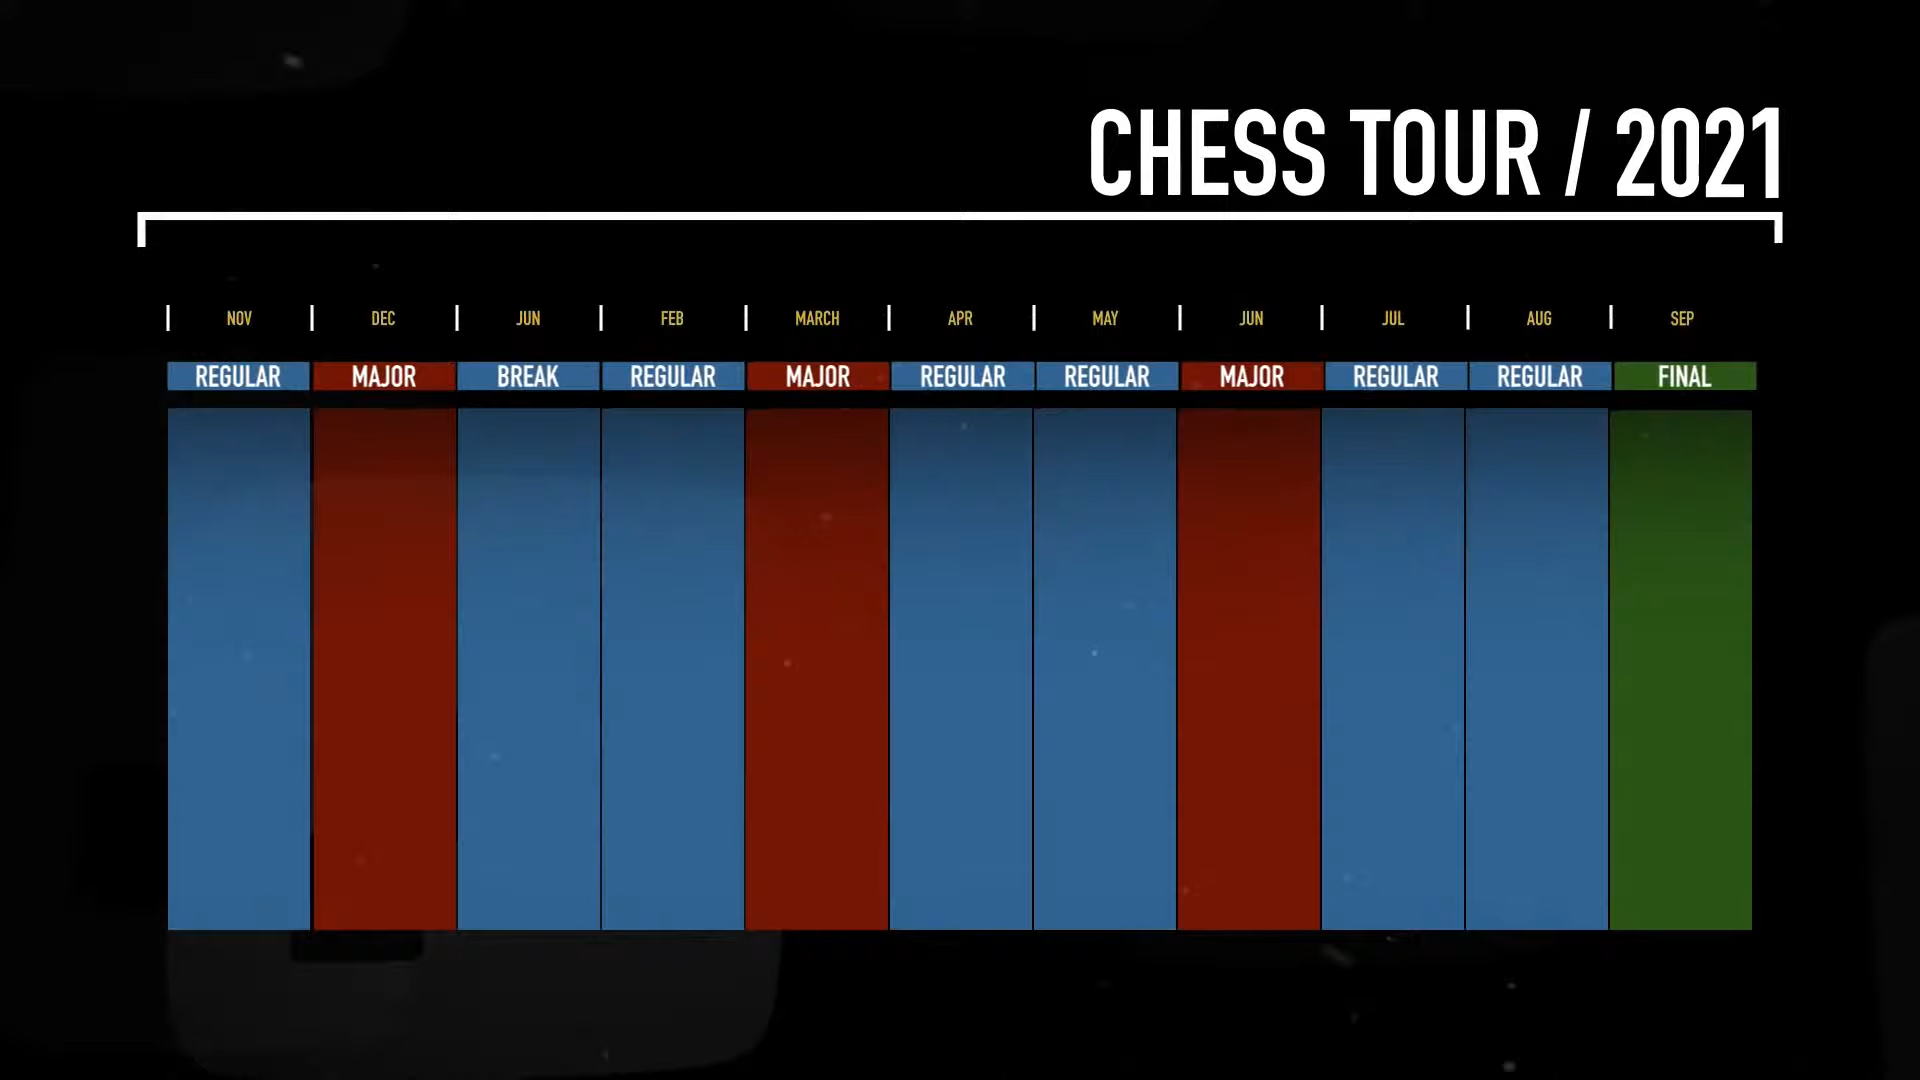 CHESS TOUR / 2021
NOV DEC JUN FEB MARCH APR MAY JUN JUL AUG SEP
REGULAR MAJOR BREAK REGULAR MAJOR REGULAR REGULAR MAJOR REGULAR REGULAR FINAL